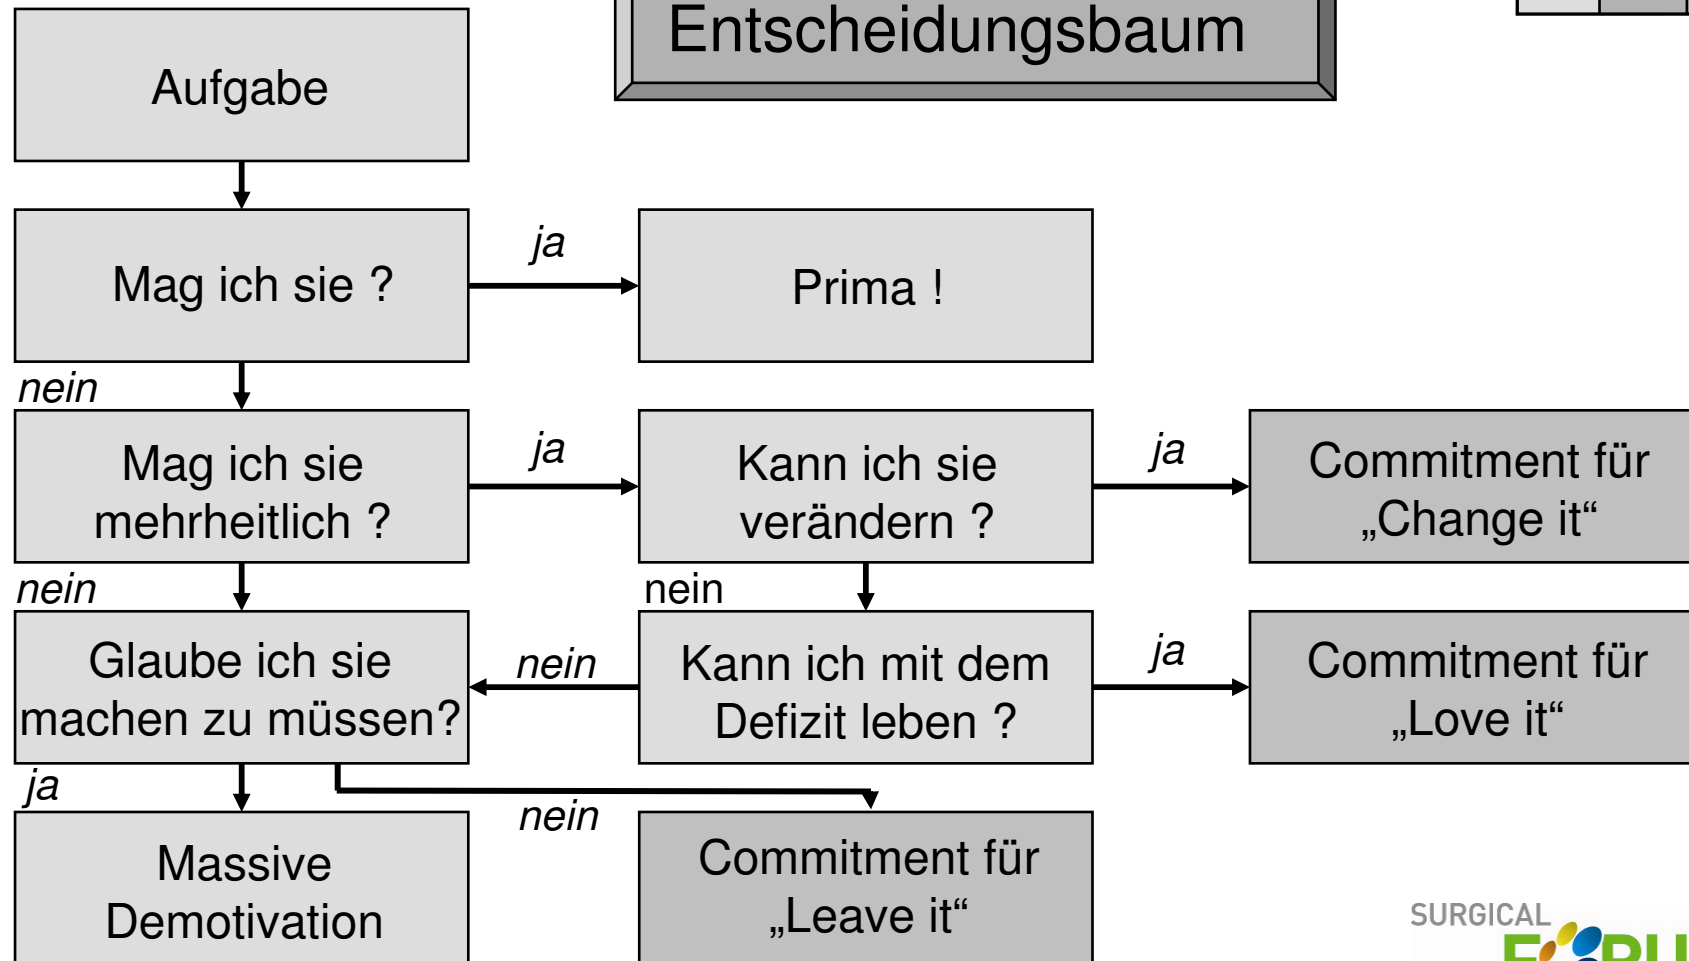 Entscheidungsbaum
Aufgabe
Mag ich sie ?
ja
Prima !
nein
Mag ich sie
mehrheitlich ?
ja
Kann ich sie
verändern ?
ja
Commitment für
„Change it“
nein
nein
Glaube ich sie
machen zu müssen?
nein
Kann ich mit dem
Defizit leben ?
ja
Commitment für
„Love it“
ja
nein
Massive
Demotivation
Commitment für
„Leave it“
SURGICAL